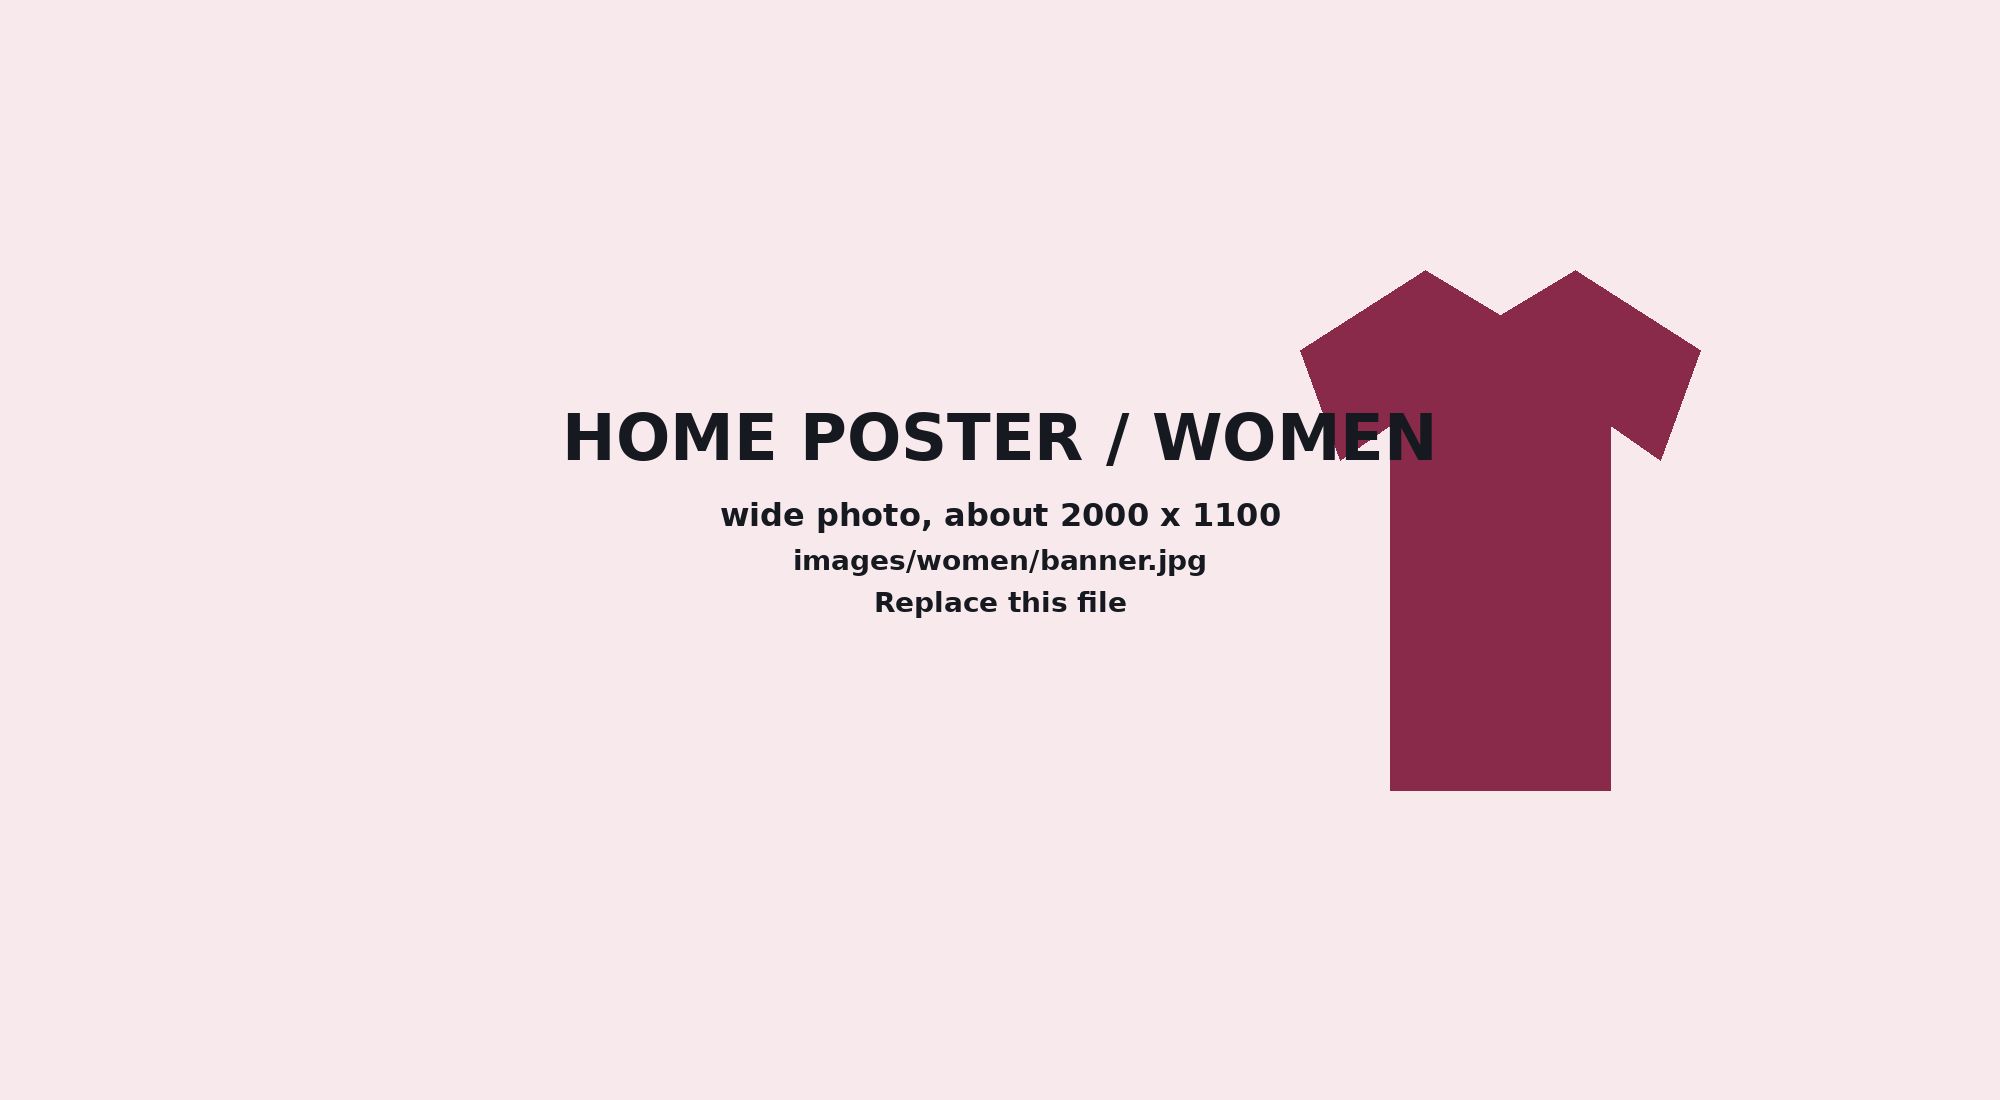 HOME POSTER / WOMEN
wide photo, about 2000 x 1100
images/women/banner.jpg
Replace this file